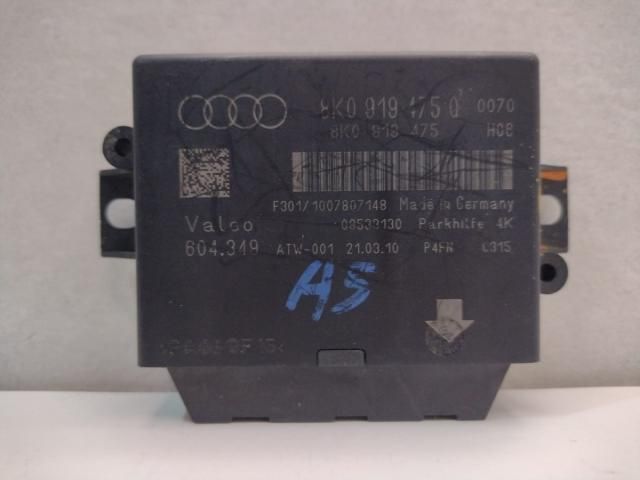 8K0 919 475 Q 0070
8K0 919 475 H08
F301/1007807148 Made in Germany
Valeo 08533130 Parkhilfe 4K
604.349 ATW-001 21.03.10 P4FN C315
A5